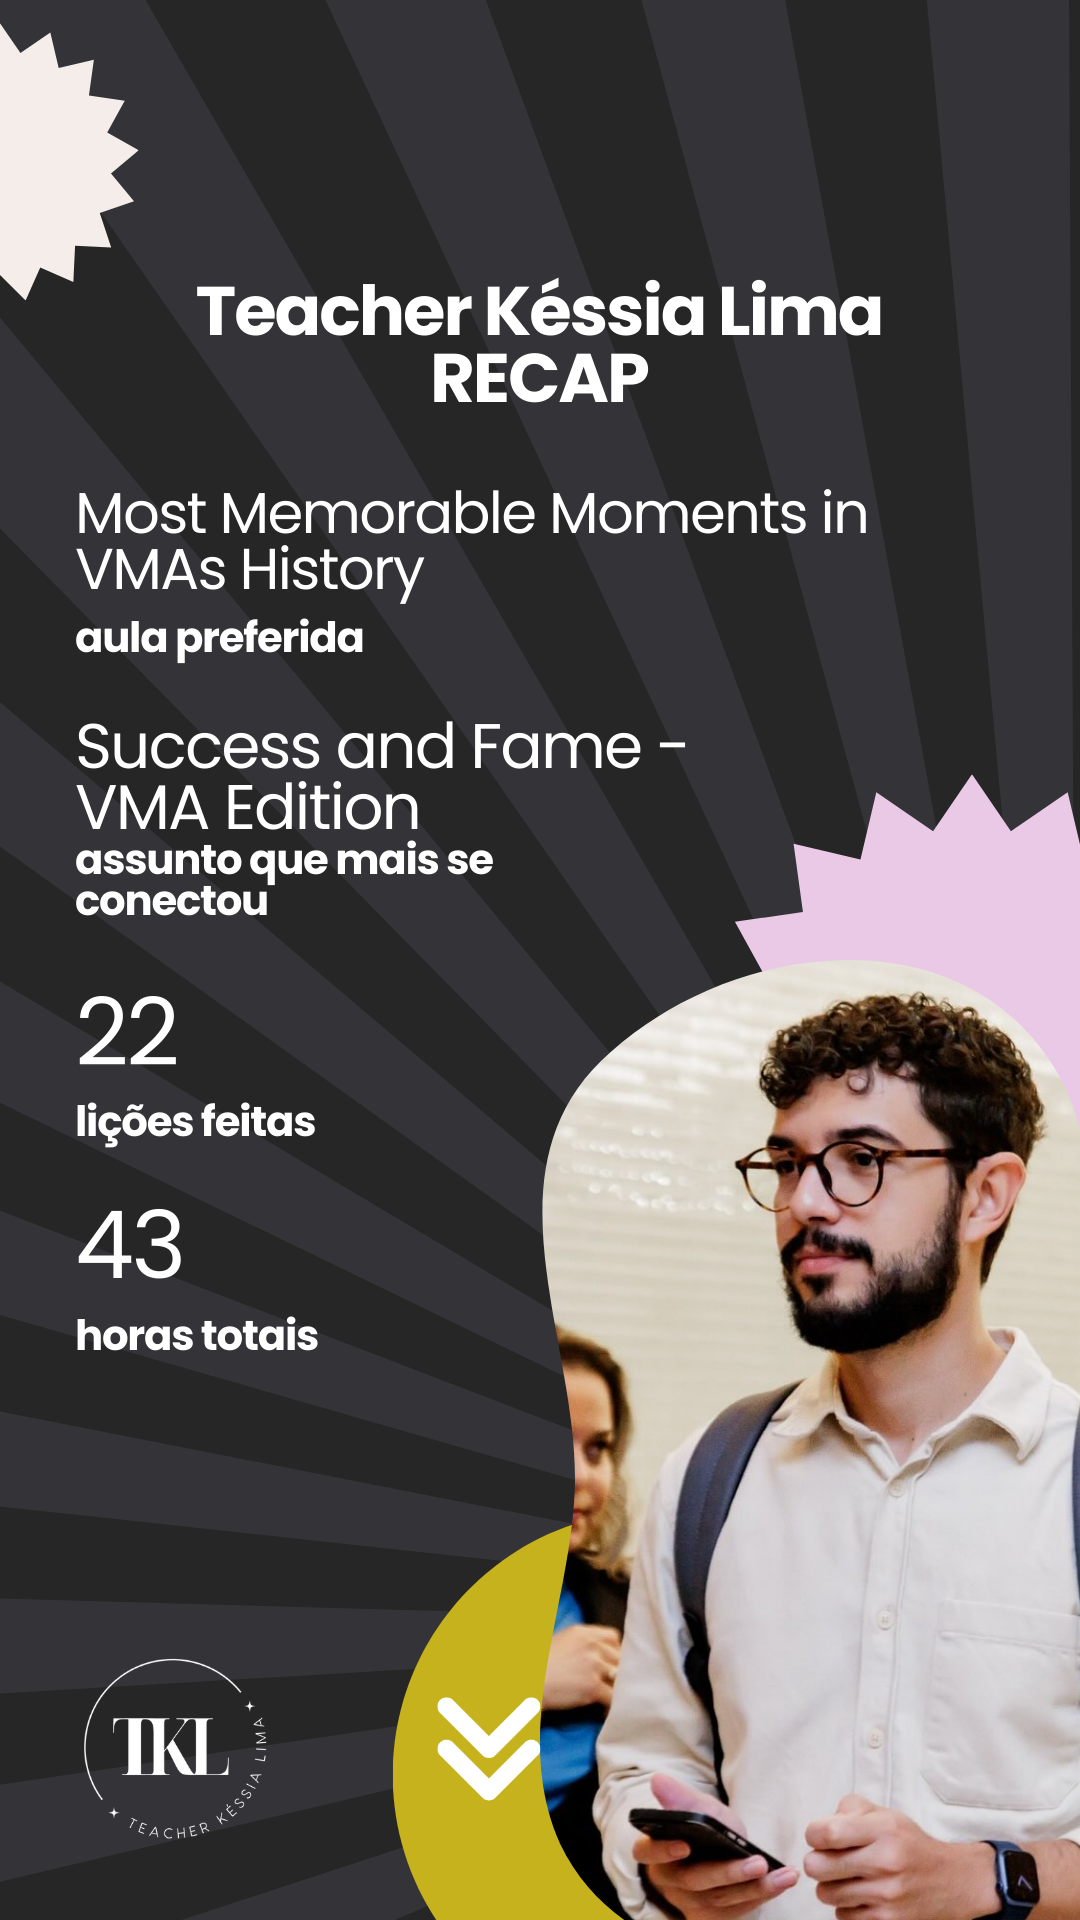 Teacher Késsia Lima
RECAP
Most Memorable Moments in
VMAs History
aula preferida
Success and Fame -
VMA Edition
assunto que mais se
conectou
22
lições feitas
43
horas totais
TKL
TEACHER KÉSSIA LIMA